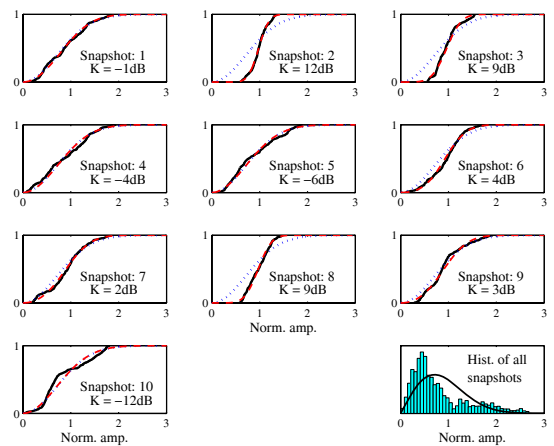 1
0
0 1 2 3
Snapshot: 1
K = −1dB
1
0
0 1 2 3
Snapshot: 2
K = 12dB
1
0
0 1 2 3
Snapshot: 3
K = 9dB
1
0
0 1 2 3
Snapshot: 4
K = −4dB
1
0
0 1 2 3
Snapshot: 5
K = −6dB
1
0
0 1 2 3
Snapshot: 6
K = 4dB
1
0
0 1 2 3
Snapshot: 7
K = 2dB
1
0
0 1 2 3
Norm. amp.
Snapshot: 8
K = 9dB
1
0
0 1 2 3
Snapshot: 9
K = 3dB
1
0
0 1 2 3
Norm. amp.
Snapshot: 10
K = −12dB
Hist. of all
snapshots
0 1 2 3
Norm. amp.